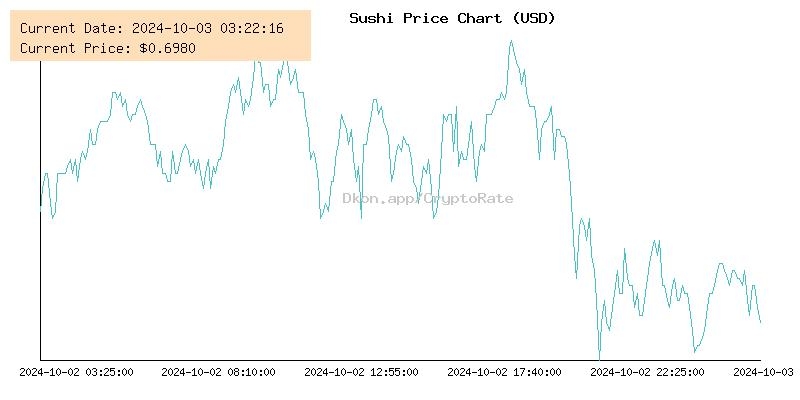 Sushi Price Chart (USD)
Current Date: 2024-10-03 03:22:16
Current Price: $0.6980
Dkon.app/CryptoRate
2024-10-02 03:25:00 2024-10-02 08:10:00 2024-10-02 12:55:00 2024-10-02 17:40:00 2024-10-02 22:25:00 2024-10-03